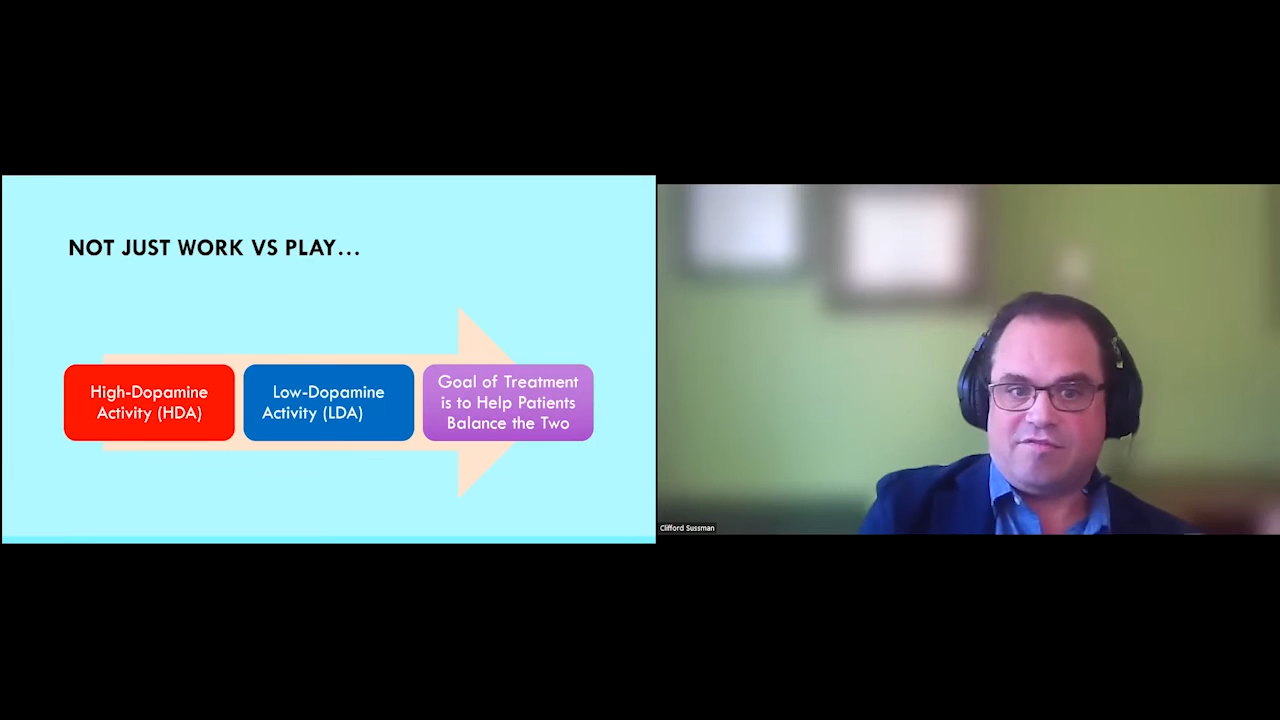 NOT JUST WORK VS PLAY...
High-Dopamine
Activity (HDA)
Low-Dopamine
Activity (LDA)
Goal of Treatment
is to Help Patients
Balance the Two
Clifford Sussman